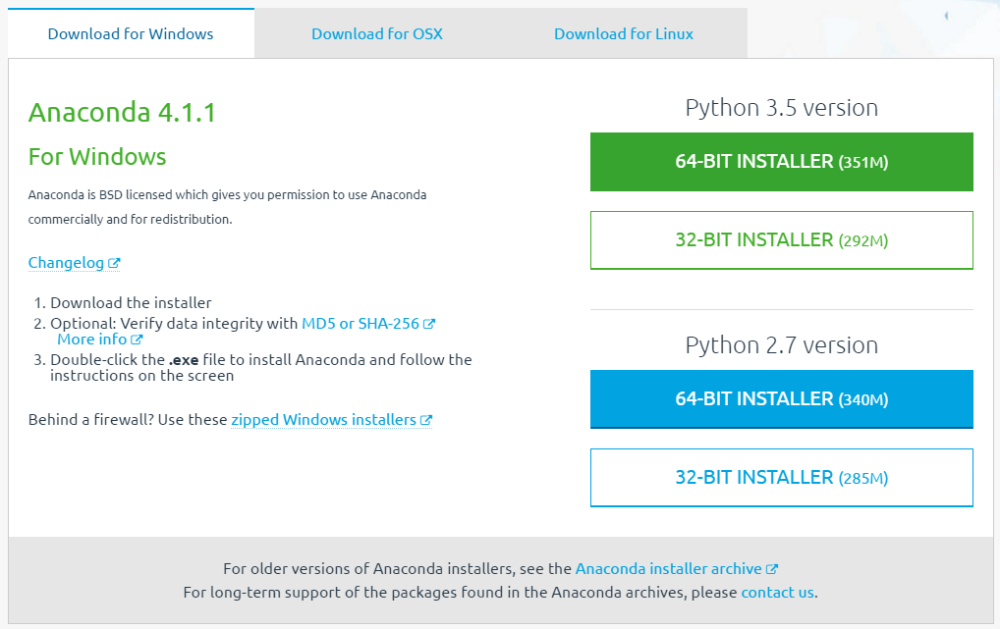 Download for Windows
Download for OSX
Download for Linux
Anaconda 4.1.1
For Windows
Anaconda is BSD licensed which gives you permission to use Anaconda
commercially and for redistribution.
Changelog
1. Download the installer
2. Optional: Verify data integrity with MD5 or SHA-256
More info
3. Double-click the .exe file to install Anaconda and follow the
instructions on the screen
Behind a firewall? Use these zipped Windows installers
Python 3.5 version
64-BIT INSTALLER (351M)
32-BIT INSTALLER (292M)
Python 2.7 version
64-BIT INSTALLER (340M)
32-BIT INSTALLER (285M)
For older versions of Anaconda installers, see the Anaconda installer archive
For long-term support of the packages found in the Anaconda archives, please contact us.